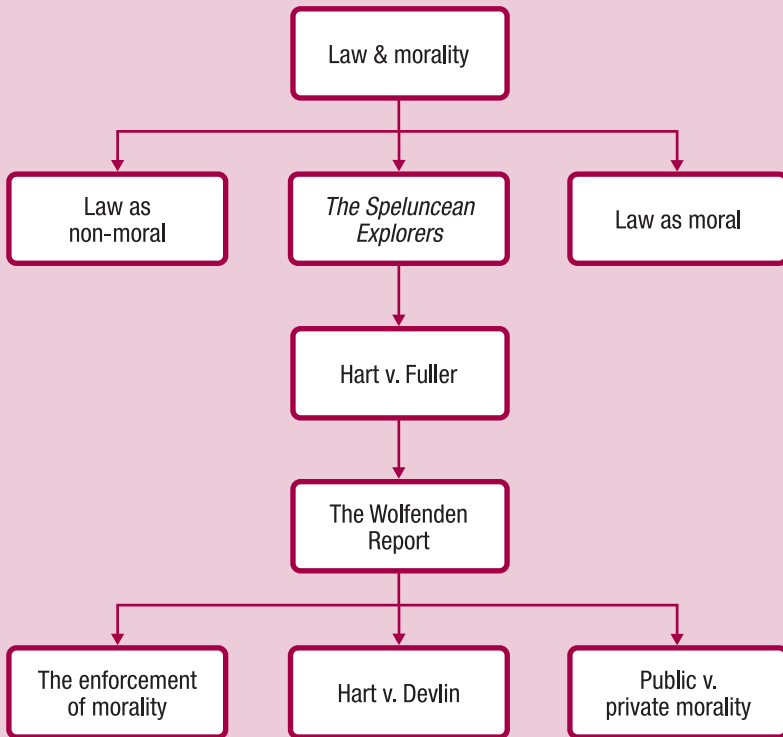 Law & morality
Law as
non-moral
The Speluncean
Explorers
Law as moral
Hart v. Fuller
The Wolfenden
Report
The enforcement
of morality
Hart v. Devlin
Public v.
private morality